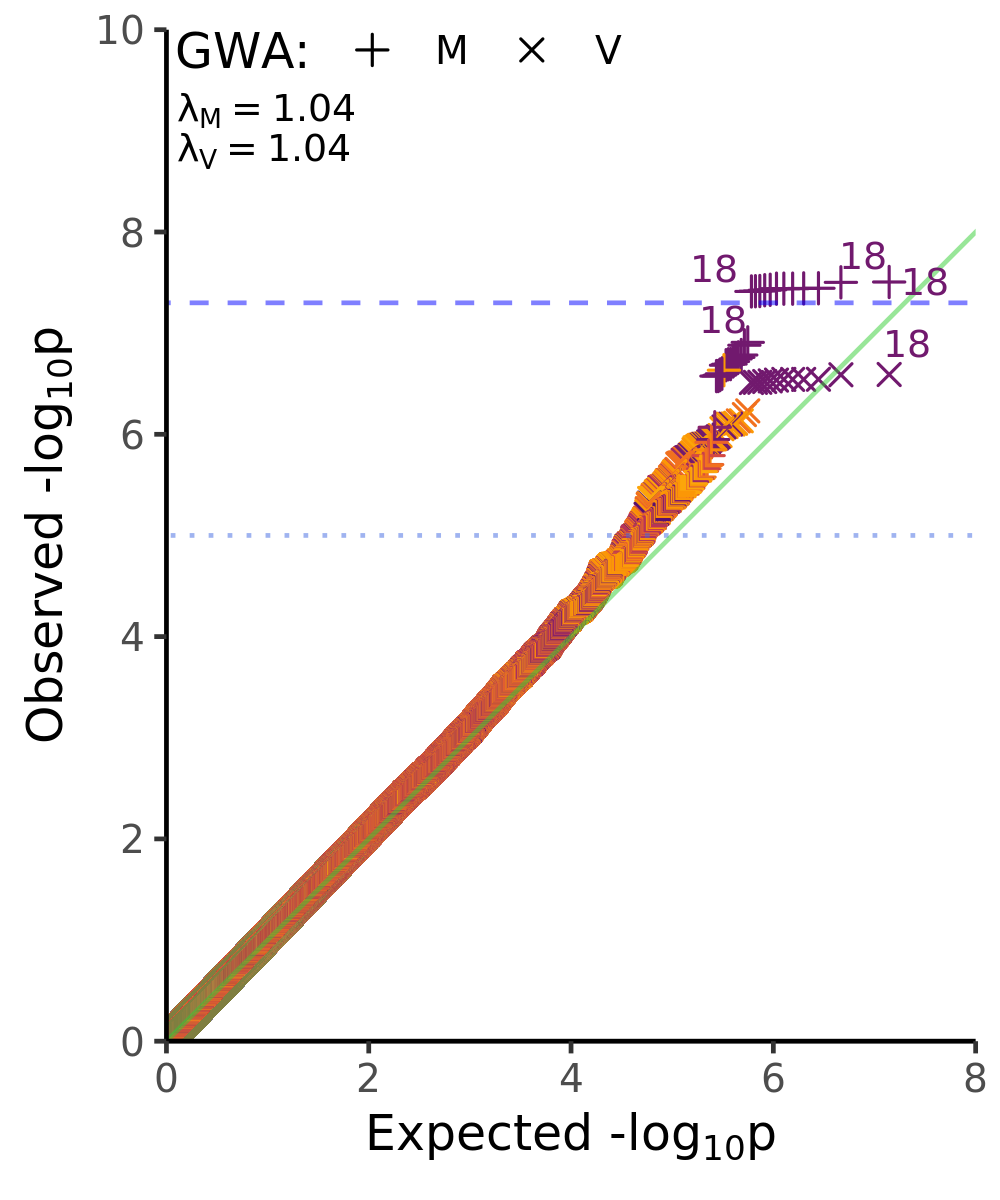 10
GWA: + M × V
λM = 1.04
λV = 1.04
8
18
18
18
18
18
6
4
2
0
0 2 4 6 8
Observed -log10p
Expected -log10p